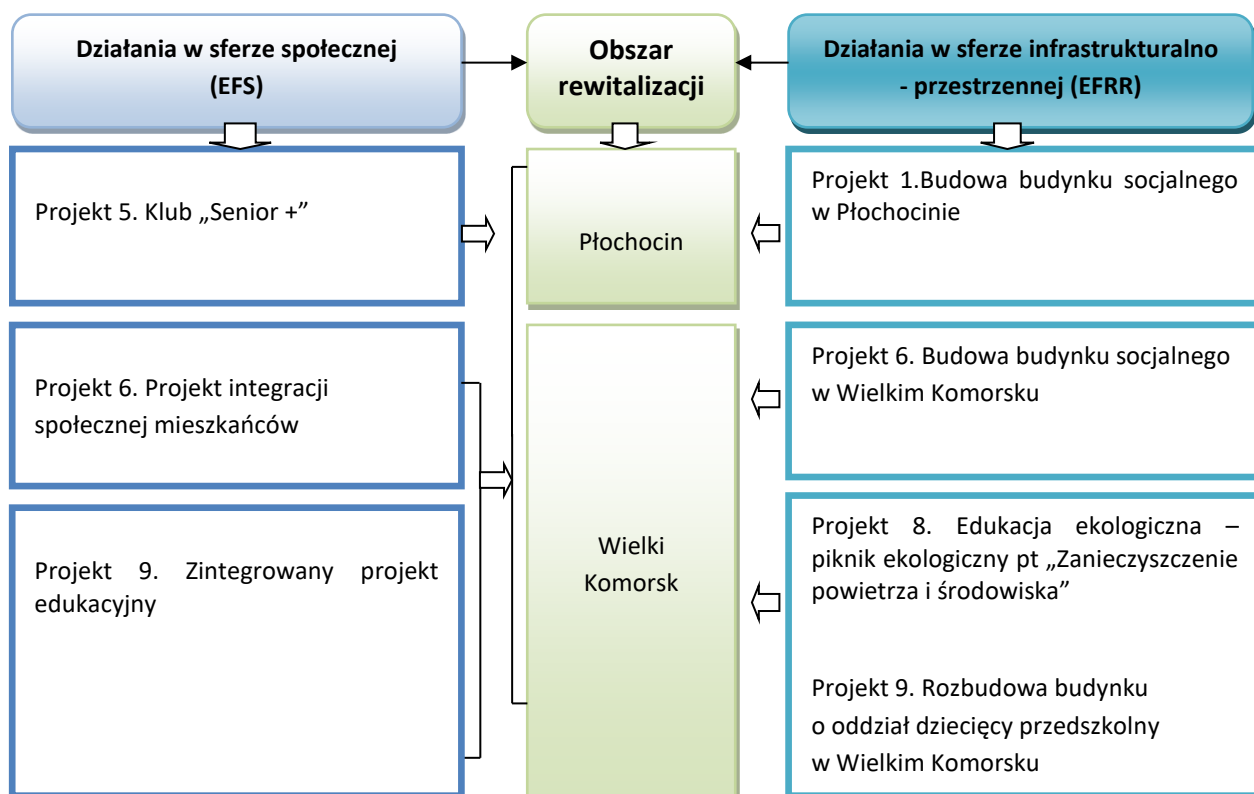 Działania w sferze społecznej
(EFS)
Obszar
rewitalizacji
Działania w sferze infrastrukturalno
- przestrzennej (EFRR)
Projekt 5. Klub „Senior +”
Płochocin
Projekt 1.Budowa budynku socjalnego
w Płochocinie
Projekt 6. Projekt integracji
społecznej mieszkańców
Projekt 9. Zintegrowany projekt
edukacyjny
Wielki
Komorsk
Projekt 6. Budowa budynku socjalnego
w Wielkim Komorsku
Projekt 8. Edukacja ekologiczna –
piknik ekologiczny pt „Zanieczyszczenie
powietrza i środowiska”
Projekt 9. Rozbudowa budynku
o oddział dziecięcy przedszkolny
w Wielkim Komorsku